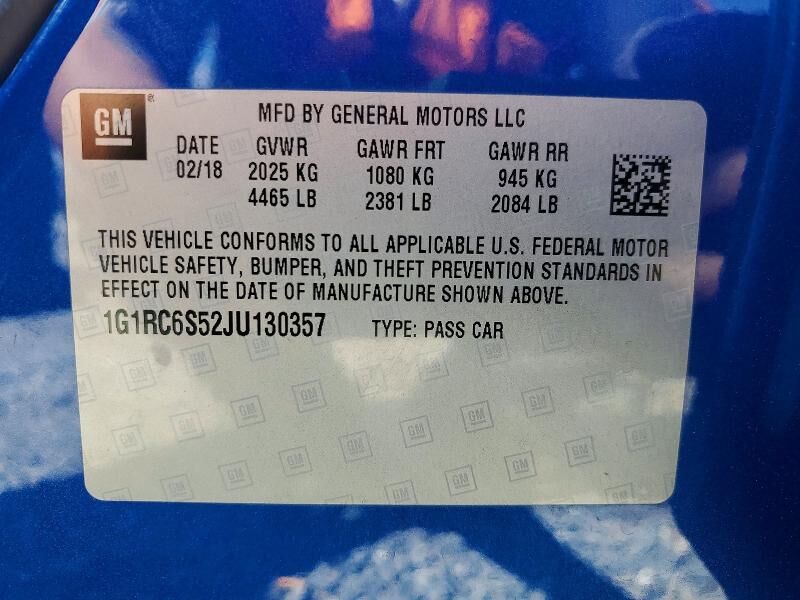 GM
MFD BY GENERAL MOTORS LLC
DATE GVWR GAWR FRT GAWR RR
02/18 2025 KG 1080 KG 945 KG
4465 LB 2381 LB 2084 LB
THIS VEHICLE CONFORMS TO ALL APPLICABLE U.S. FEDERAL MOTOR
VEHICLE SAFETY, BUMPER, AND THEFT PREVENTION STANDARDS IN
EFFECT ON THE DATE OF MANUFACTURE SHOWN ABOVE.
1G1RC6S52JU130357 TYPE: PASS CAR